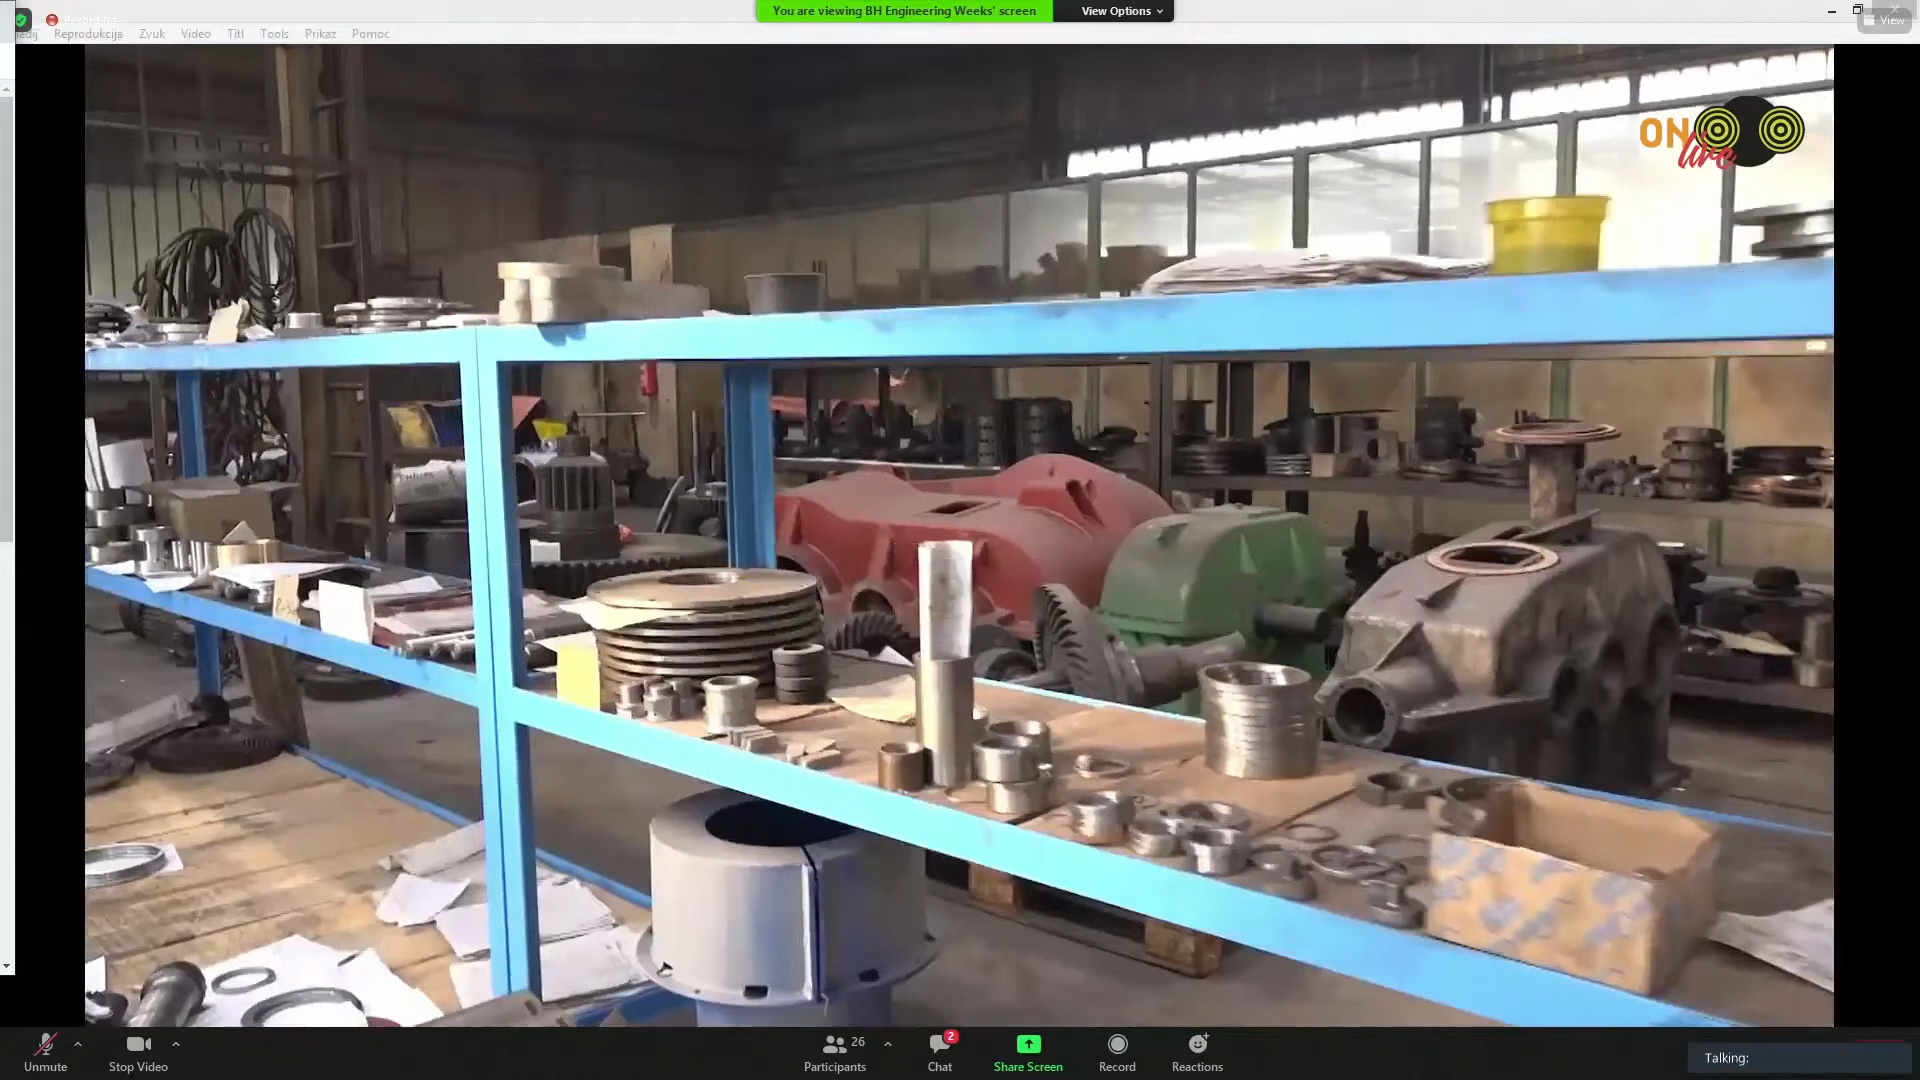 You are viewing BH Engineering Weeks' screen
View Options
View
Recording
Reprodukcija
Zvuk
Video
Titl
Tools
Prikaz
Pomoc
ON
live
Unmute
Stop Video
Participants
26
Chat
2
Share Screen
Record
Reactions
Talking: